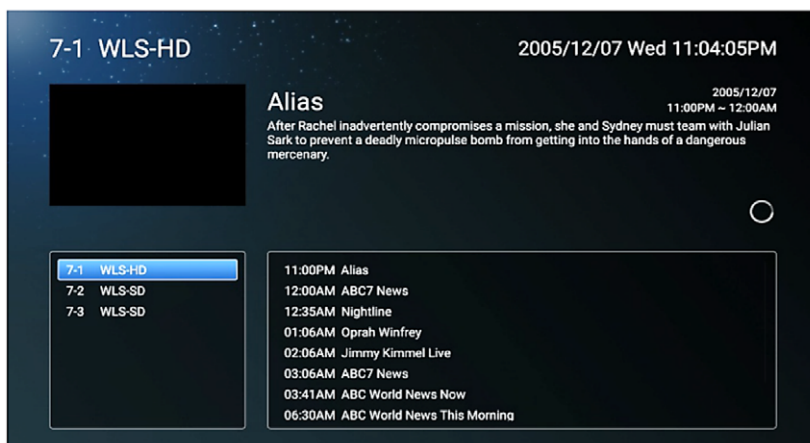 7-1 WLS-HD
2005/12/07 Wed 11:04:05PM
Alias
2005/12/07
11:00PM ~ 12:00AM
After Rachel inadvertently compromises a mission, she and Sydney must team with Julian
Sark to prevent a deadly micropulse bomb from getting into the hands of a dangerous
mercenary.
7-1 WLS-HD
7-2 WLS-SD
7-3 WLS-SD
11:00PM Alias
12:00AM ABC7 News
12:35AM Nightline
01:06AM Oprah Winfrey
02:06AM Jimmy Kimmel Live
03:06AM ABC7 News
03:41AM ABC World News Now
06:30AM ABC World News This Morning